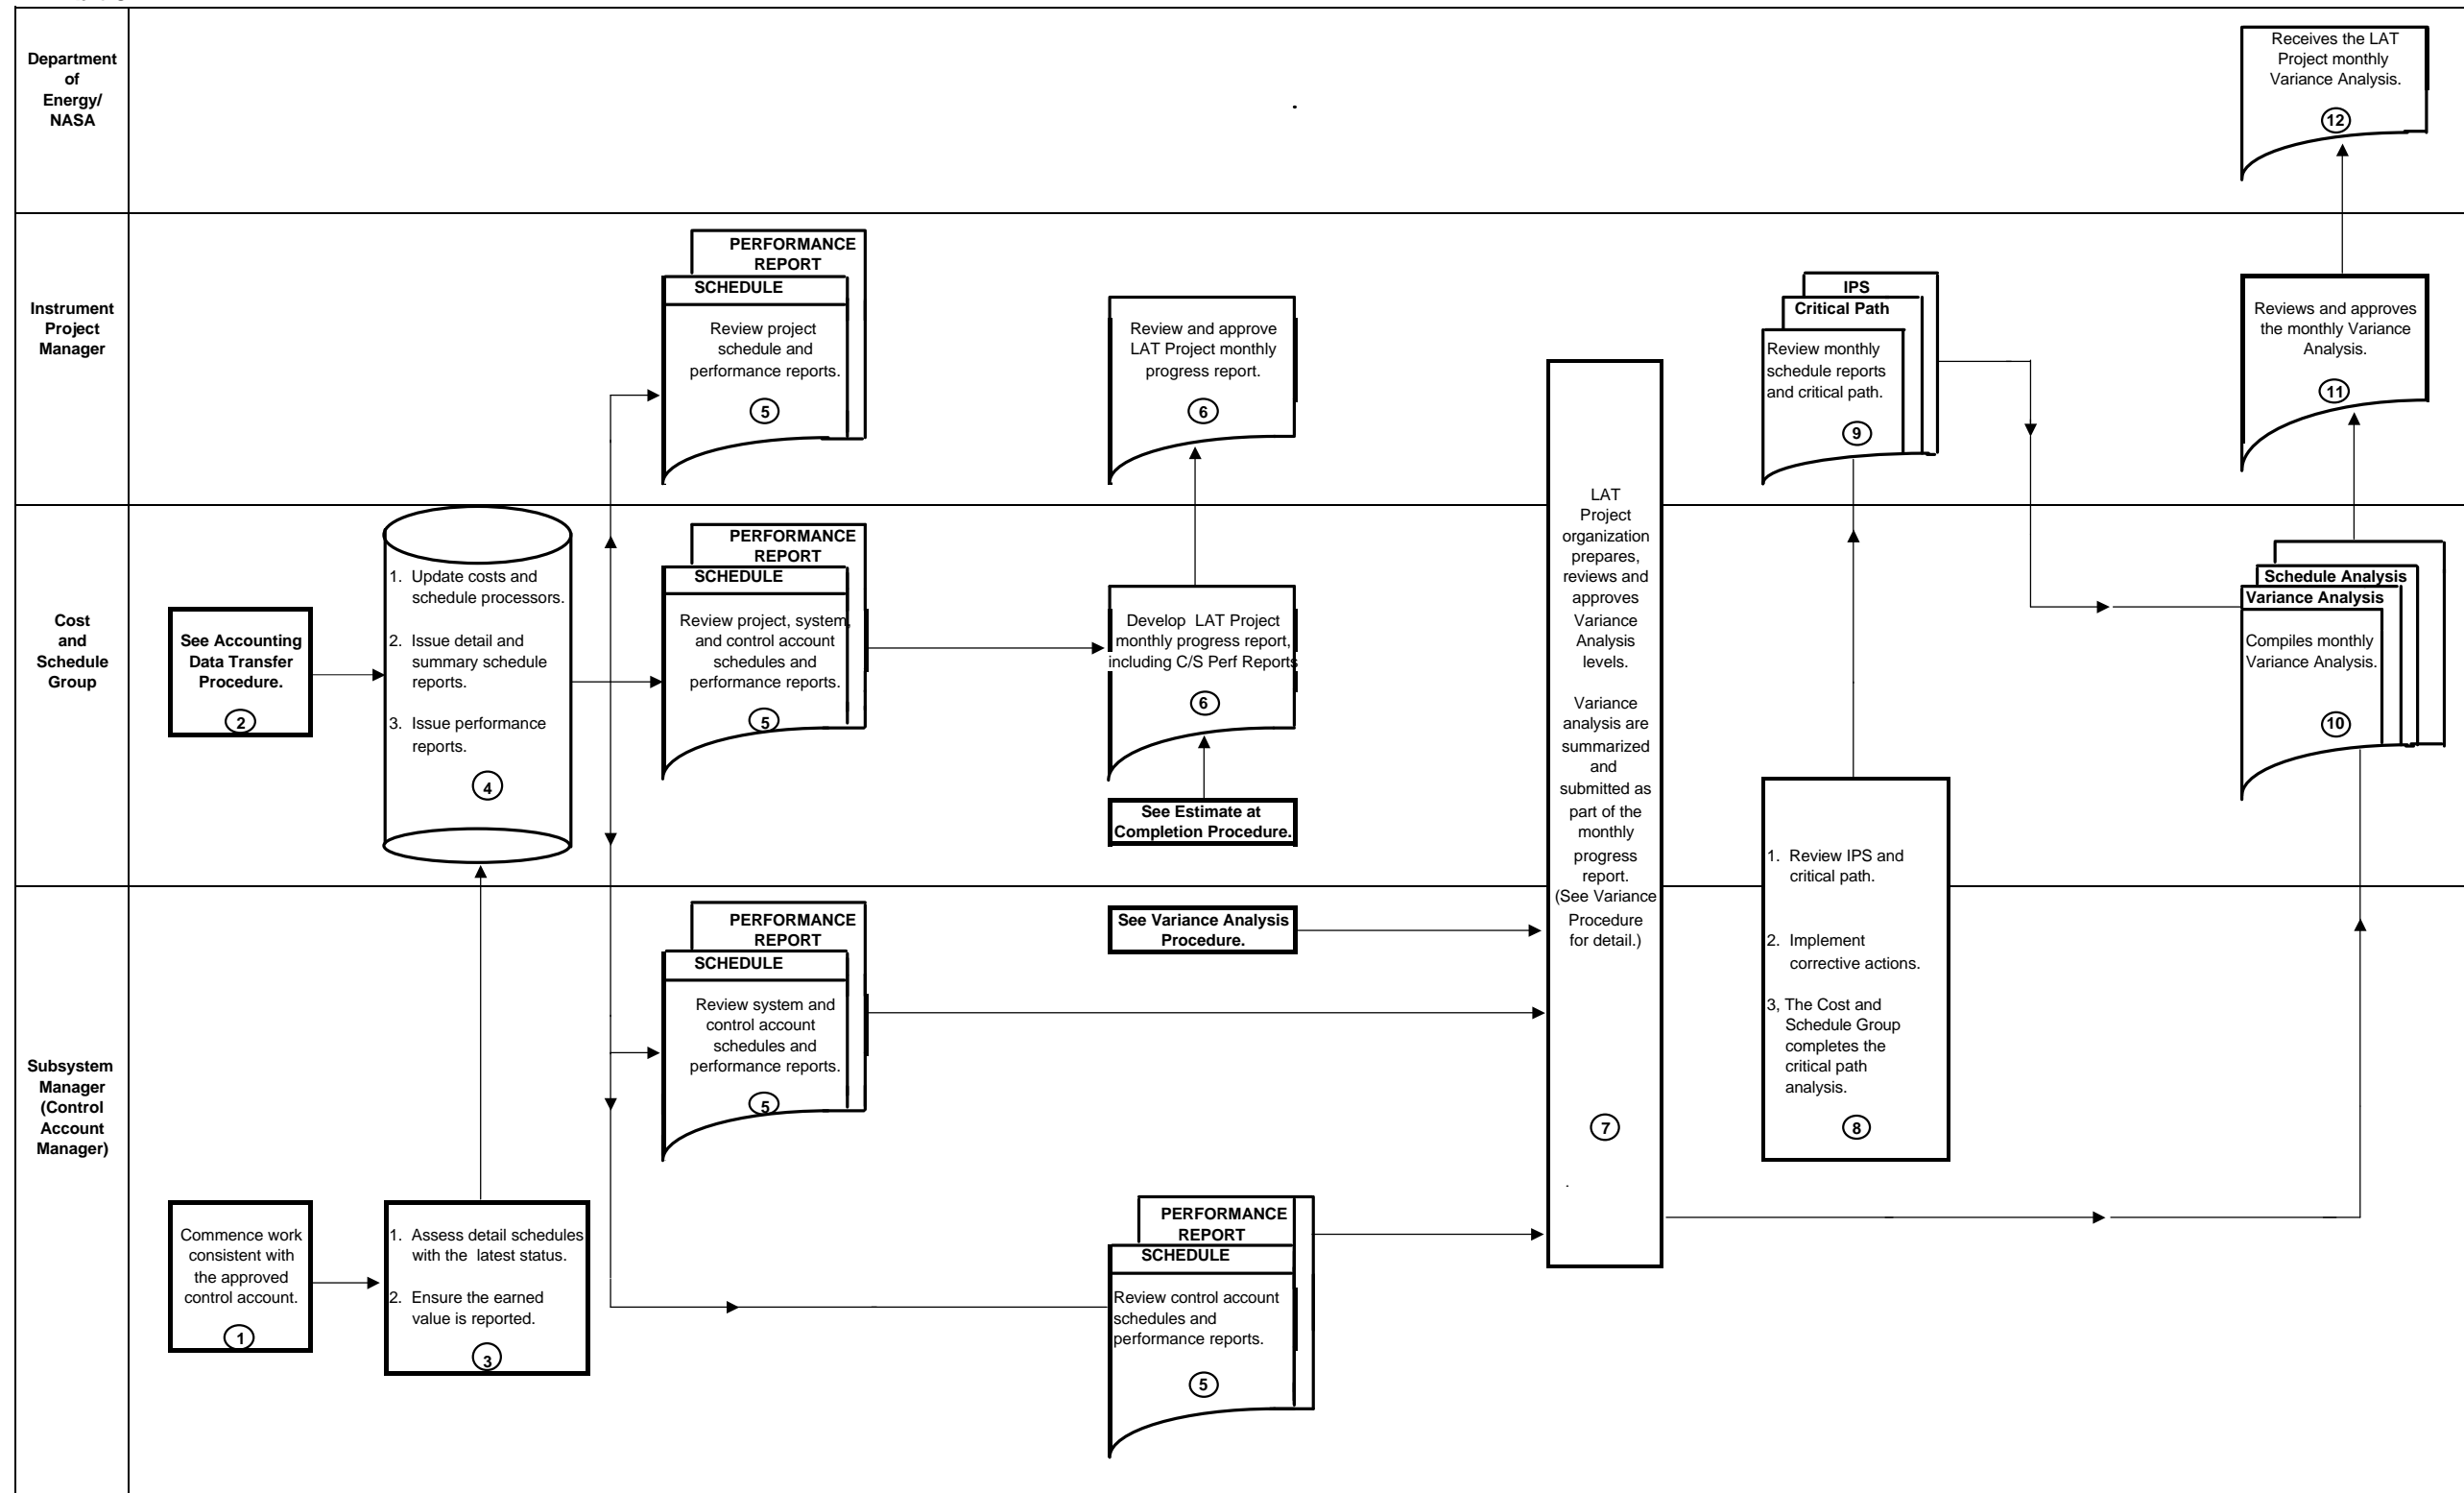 Department
of
Energy/
NASA
Receives the LAT
Project monthly
Variance Analysis.
12
Instrument
Project
Manager
PERFORMANCE
REPORT
SCHEDULE
Review project
schedule and
performance reports.
5
Review and approve
LAT Project monthly
progress report.
6
IPS
Critical Path
Review monthly
schedule reports
and critical path.
9
Reviews and approves
the monthly Variance
Analysis.
11
Cost
and
Schedule
Group
See Accounting
Data Transfer
Procedure.
2
1. Update costs and
schedule processors.
2. Issue detail and
summary schedule
reports.
3. Issue performance
reports.
4
PERFORMANCE
REPORT
SCHEDULE
Review project, system,
and control account
schedules and
performance reports.
5
Develop LAT Project
monthly progress report,
including C/S Perf Reports
6
See Estimate at
Completion Procedure.
LAT
Project
organization
prepares,
reviews and
approves
Variance
Analysis
levels.
Variance
analysis are
summarized
and
submitted as
part of the
monthly
progress
report.
(See Variance
Procedure
for detail.)
7
Schedule Analysis
Variance Analysis
Compiles monthly
Variance Analysis.
10
1. Review IPS and
critical path.
2. Implement
corrective actions.
3, The Cost and
Schedule Group
completes the
critical path
analysis.
8
Subsystem
Manager
(Control
Account
Manager)
PERFORMANCE
REPORT
SCHEDULE
Review system and
control account
schedules and
performance reports.
5
See Variance Analysis
Procedure.
Commence work
consistent with
the approved
control account.
1
1. Assess detail schedules
with the latest status.
2. Ensure the earned
value is reported.
3
PERFORMANCE
REPORT
SCHEDULE
Review control account
schedules and
performance reports.
5